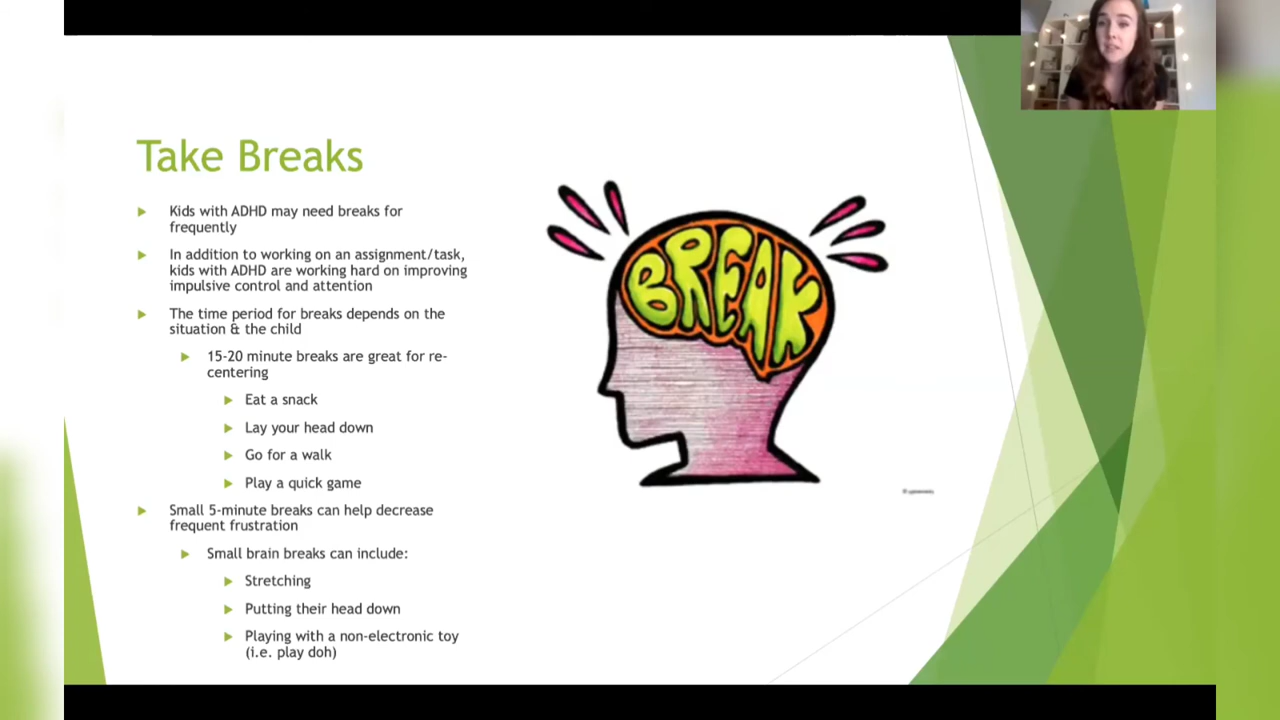 Take Breaks
Kids with ADHD may need breaks for
frequently
In addition to working on an assignment/task,
kids with ADHD are working hard on improving
impulsive control and attention
The time period for breaks depends on the
situation & the child
15-20 minute breaks are great for re-
centering
Eat a snack
Lay your head down
Go for a walk
Play a quick game
Small 5-minute breaks can help decrease
frequent frustration
Small brain breaks can include:
Stretching
Putting their head down
Playing with a non-electronic toy
(i.e. play doh)
BREAK